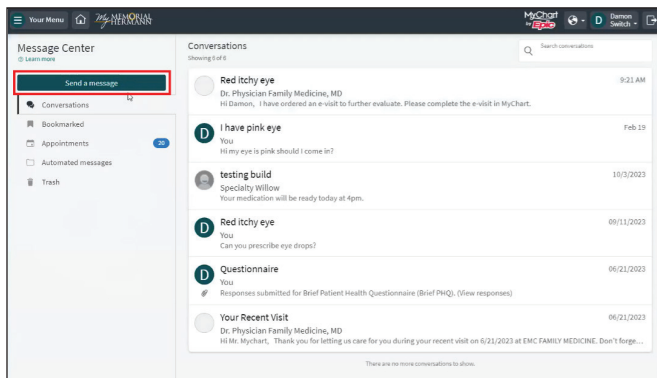 Your Menu
My MEMORIAL HERMANN
MyChart by Epic
D Damon Switch
Message Center
Learn more
Send a message
Conversations
Bookmarked
Appointments 20
Automated messages
Trash
Conversations
Showing 6 of 6
Search conversations
Red itchy eye 9:21 AM
Dr. Physician Family Medicine, MD
Hi Damon, I have ordered an e-visit to further evaluate. Please complete the e-visit in MyChart.
D I have pink eye Feb 19
You
Hi my eye is pink should I come in?
testing build 10/3/2023
Specialty Willow
Your medication will be ready today at 4pm.
D Red itchy eye 09/11/2023
You
Can you prescribe eye drops?
D Questionnaire 06/21/2023
You
Responses submitted for Brief Patient Health Questionnaire (Brief PHQ). (View responses)
Your Recent Visit 06/21/2023
Dr. Physician Family Medicine, MD
Hi Mr. Mychart, Thank you for letting us care for you during your recent visit on 6/21/2023 at EMC FAMILY MEDICINE. Don't forge...
There are no more conversations to show.